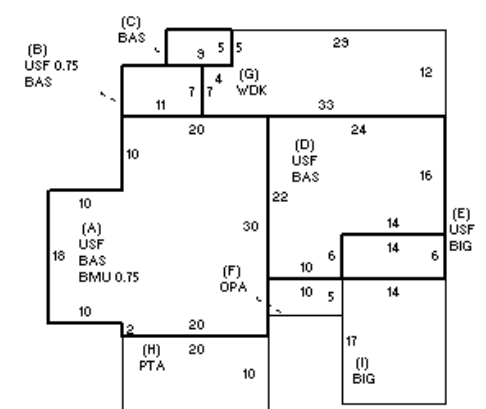 (C)
BAS
(B)
USF 0.75
BAS
9
5
5
29
12
4
(G)
WDK
11
7
7
33
20
24
10
(D)
USF
BAS
16
10
22
14
(E)
USF
BIG
(A)
USF
BAS
BMU 0.75
18
30
14
6
6
(F)
OPA
10
10
5
14
10
2
20
(H)
PTA
20
17
10
(I)
BIG